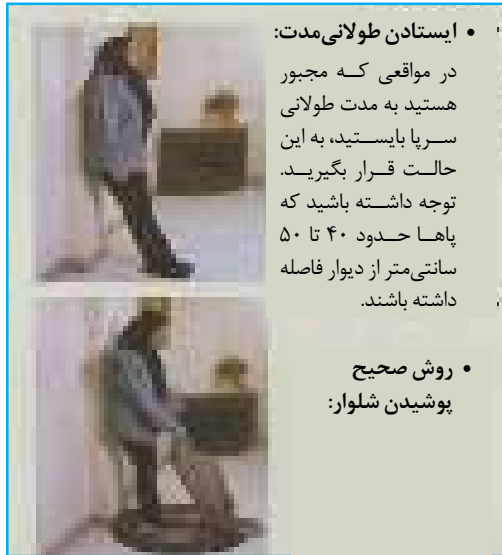 • ایستادن طولانی‌مدت:
در مواقعی که مجبور
هستید به مدت طولانی
سرپا بایستید، به این
حالت قرار بگیرید.
توجه داشته باشید که
پاها حدود ۴۰ تا ۵۰
سانتی‌متر از دیوار فاصله
داشته باشند.
• روش صحیح
پوشیدن شلوار: